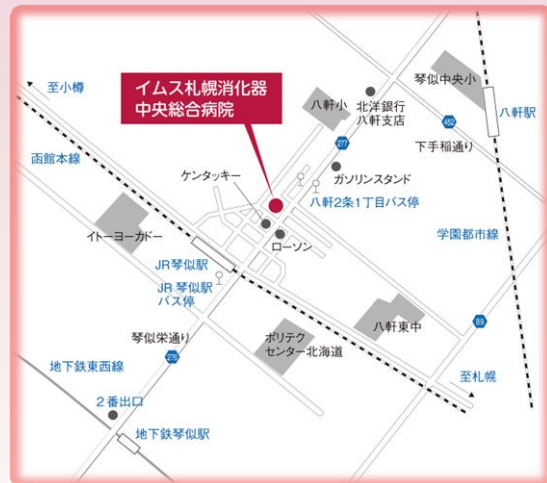 至小樽
イムス札幌消化器
中央総合病院
函館本線
八軒小
北洋銀行
八軒支店
琴似中央小
八軒駅
452
下手稲通り
277
ケンタッキー
ガソリンスタンド
八軒2条1丁目バス停
イトーヨーカドー
ローソン
学園都市線
JR琴似駅
JR 琴似駅
バス停
八軒東中
89
琴似栄通り
ポリテク
センター北海道
276
地下鉄東西線
至札幌
2番出口
地下鉄琴似駅